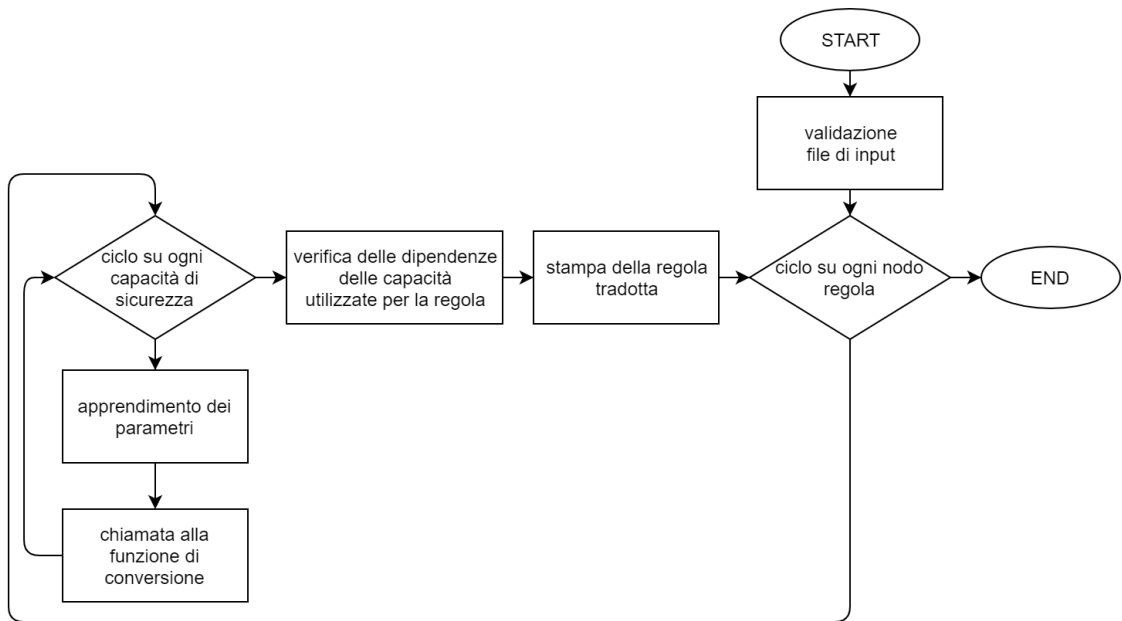 START
validazione
file di input
ciclo su ogni
capacità di
sicurezza
verifica delle dipendenze
delle capacità
utilizzate per la regola
stampa della regola
tradotta
ciclo su ogni nodo
regola
END
apprendimento dei
parametri
chiamata alla
funzione di
conversione